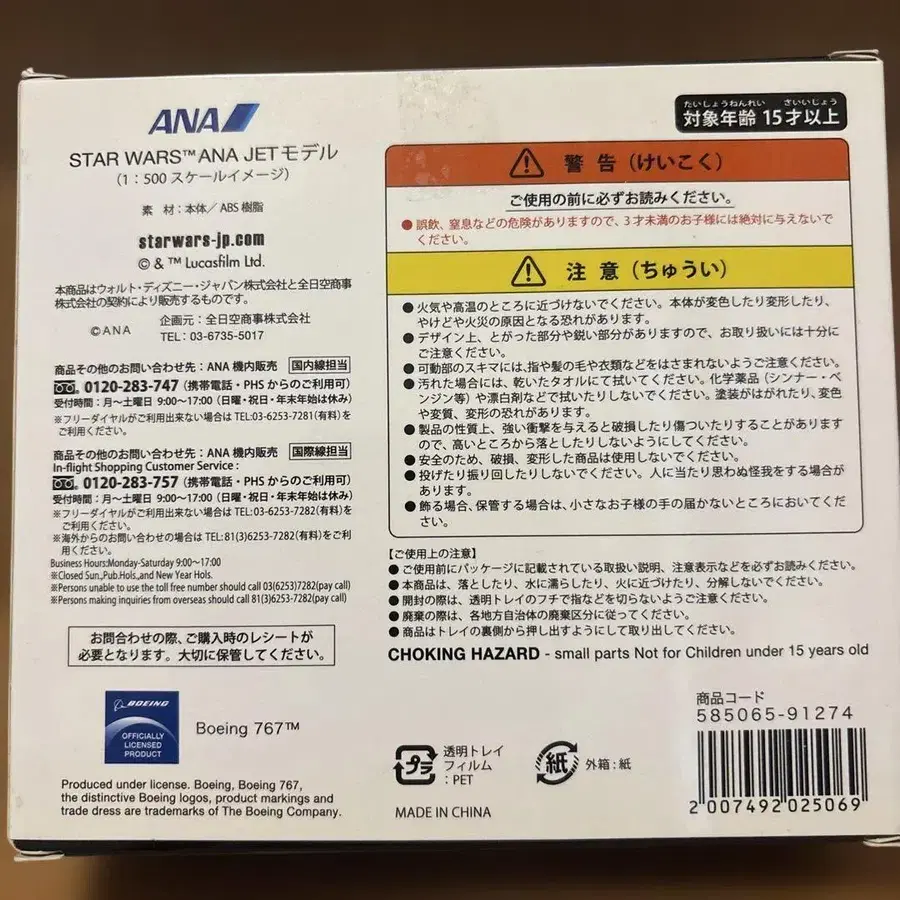 ANA
STAR WARS™ ANA JETモデル
（1：500 スケールイメージ）
素 材：本体／ABS 樹脂
starwars-jp.com
© & ™ Lucasfilm Ltd.
本商品はウォルト・ディズニー・ジャパン株式会社と全日空商事
株式会社の契約により販売するものです。
©ANA
企画元：全日空商事株式会社
TEL：03-6735-5017
商品その他のお問い合わせ先：ANA 機内販売 国内線担当
0120-283-747（携帯電話・PHS からのご利用可）
受付時間：月〜土曜日 9:00〜17:00（日曜・祝日・年末年始は休み）
※フリーダイヤルがご利用出来ない場合は TEL:03-6253-7281（有料）を
ご利用ください。
商品その他のお問い合わせ先：ANA 機内販売 国際線担当
In-flight Shopping Customer Service :
0120-283-757（携帯電話・PHS からのご利用可）
受付時間：月〜土曜日 9:00〜17:00（日曜・祝日・年末年始は休み）
※フリーダイヤルがご利用出来ない場合は TEL:03-6253-7282（有料）を
ご利用ください。
※海外からのお問い合わせの場合は TEL:81(3)6253-7282（有料）をご利
用ください。
Business Hours:Monday-Saturday 9:00〜17:00
※Closed Sun.,Pub.Hols.,and New Year Hols.
※Persons unable to use the toll free number should call 03(6253)7282(pay call)
※Persons making inquiries from overseas should call 81(3)6253-7282(pay call)
お問合わせの際、ご購入時のレシートが
必要となります。大切に保管してください。
BOEING
OFFICIALLY
LICENSED
PRODUCT
Boeing 767™
Produced under license. Boeing, Boeing 767,
the distinctive Boeing logos, product markings and
trade dress are trademarks of The Boeing Company.
たいしょうねんれい さいいじょう
対象年齢 15才以上
警 告（けいこく）
ご使用の前に必ずお読みください。
●誤飲、窒息などの危険がありますので、3才未満のお子様には絶対に与えないで
ください。
注 意（ちゅうい）
●火気や高温のところに近づけないでください。本体が変色したり変形したり、
やけどや火災の原因となる恐れがあります。
●デザイン上、とがった部分や鋭い部分がありますので、お取り扱いには十分に
ご注意ください。
●可動部のスキマには、指や髪の毛や衣類などをはさまれないようご注意ください。
●汚れた場合には、乾いたタオルにて拭いてください。化学薬品（シンナー・ベ
ンジン等）や漂白剤などで拭いたりしないでください。塗装がはがれたり、変色
や変質、変形の恐れがあります。
●製品の性質上、強い衝撃を与えると破損したり傷ついたりすることがあります
ので、高いところから落としたりしないようにしてください。
●安全のため、破損、変形した商品は使用しないでください。
●投げたり振り回したりしないでください。人に当たり思わぬ怪我をする場合が
あります。
●飾る場合、保管する場合は、小さなお子様の手の届かないところにおいてくだ
さい。
【ご使用上の注意】
●ご使用前にパッケージに記載されている取扱い説明、注意表示などを必ずお読みください。
●本商品は、落としたり、水に濡らしたり、火に近づけたり、分解しないでください。
●開封の際は、透明トレイのフチで指などを切らないようご注意ください。
●廃棄の際は、各地方自治体の廃棄区分に従ってください。
●商品はトレイの裏側から押し出すようにして取り出してください。
CHOKING HAZARD - small parts Not for Children under 15 years old
プラ
透明トレイ
フィルム
：PET
紙
外箱：紙
MADE IN CHINA
商品コード
585065-91274
2 007492 025069